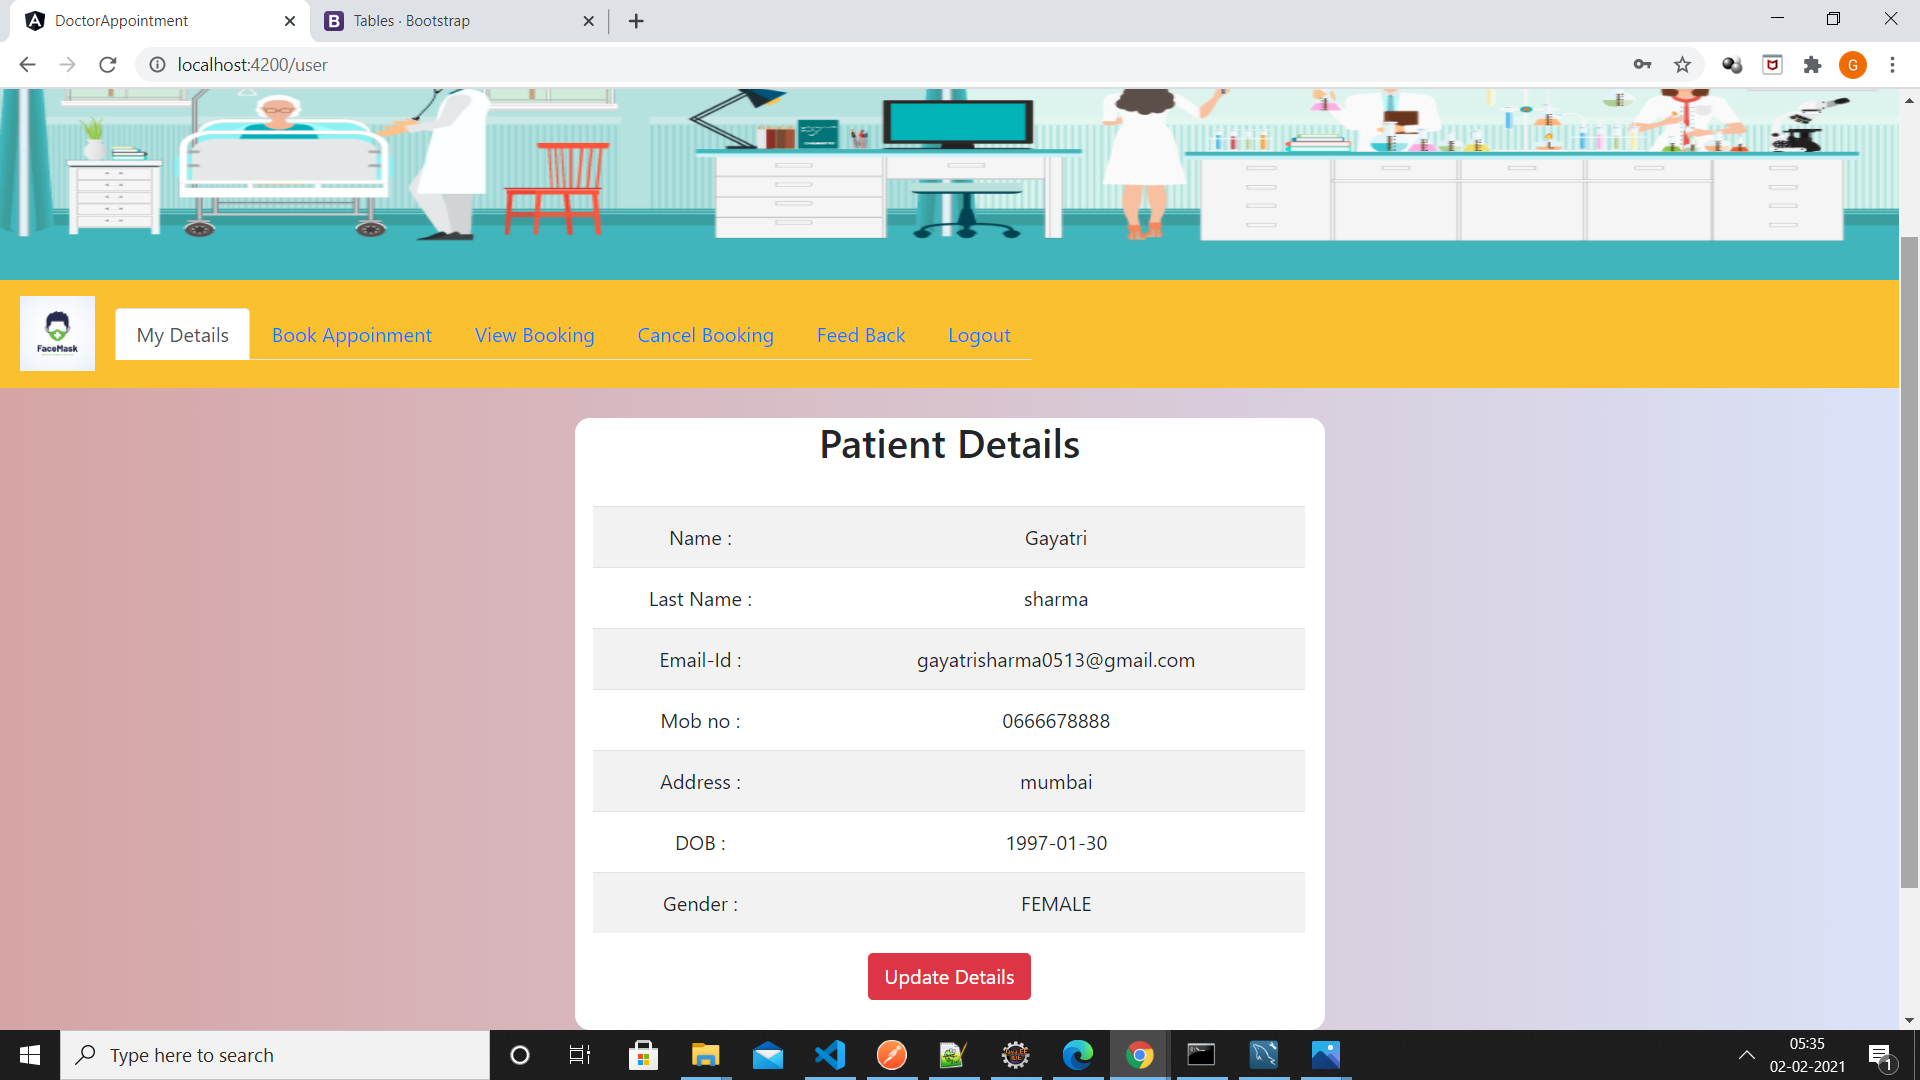 DoctorAppointment
Tables · Bootstrap
localhost:4200/user
G
FaceMask
My Details
Book Appoinment
View Booking
Cancel Booking
Feed Back
Logout
Patient Details
Name : Gayatri
Last Name : sharma
Email-Id : gayatrisharma0513@gmail.com
Mob no : 0666678888
Address : mumbai
DOB : 1997-01-30
Gender : FEMALE
Update Details
Type here to search
05:35
02-02-2021
1